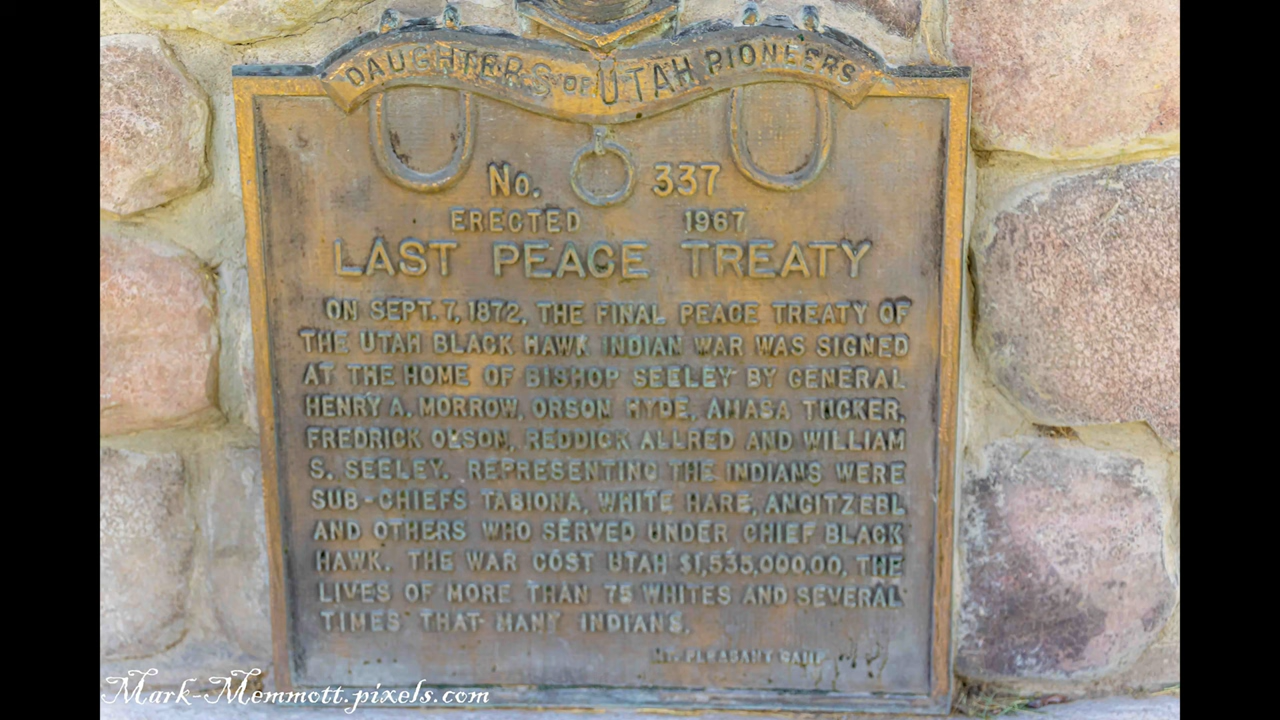 DAUGHTERS OF UTAH PIONEERS
No. 337
ERECTED 1967
LAST PEACE TREATY
ON SEPT. 7, 1872, THE FINAL PEACE TREATY OF
THE UTAH BLACK HAWK INDIAN WAR WAS SIGNED
AT THE HOME OF BISHOP SEELEY BY GENERAL
HENRY A. MORROW, ORSON HYDE, AMASA TUCKER,
FREDRICK OLSON, REDDICK ALLRED AND WILLIAM
S. SEELEY. REPRESENTING THE INDIANS WERE
SUB-CHIEFS TABIONA, WHITE HARE, ANGITZEBL
AND OTHERS WHO SERVED UNDER CHIEF BLACK
HAWK. THE WAR COST UTAH $1,535,000.00, THE
LIVES OF MORE THAN 75 WHITES AND SEVERAL
TIMES THAT MANY INDIANS.
MT. PLEASANT CAMP
Mark-Memmott.pixels.com